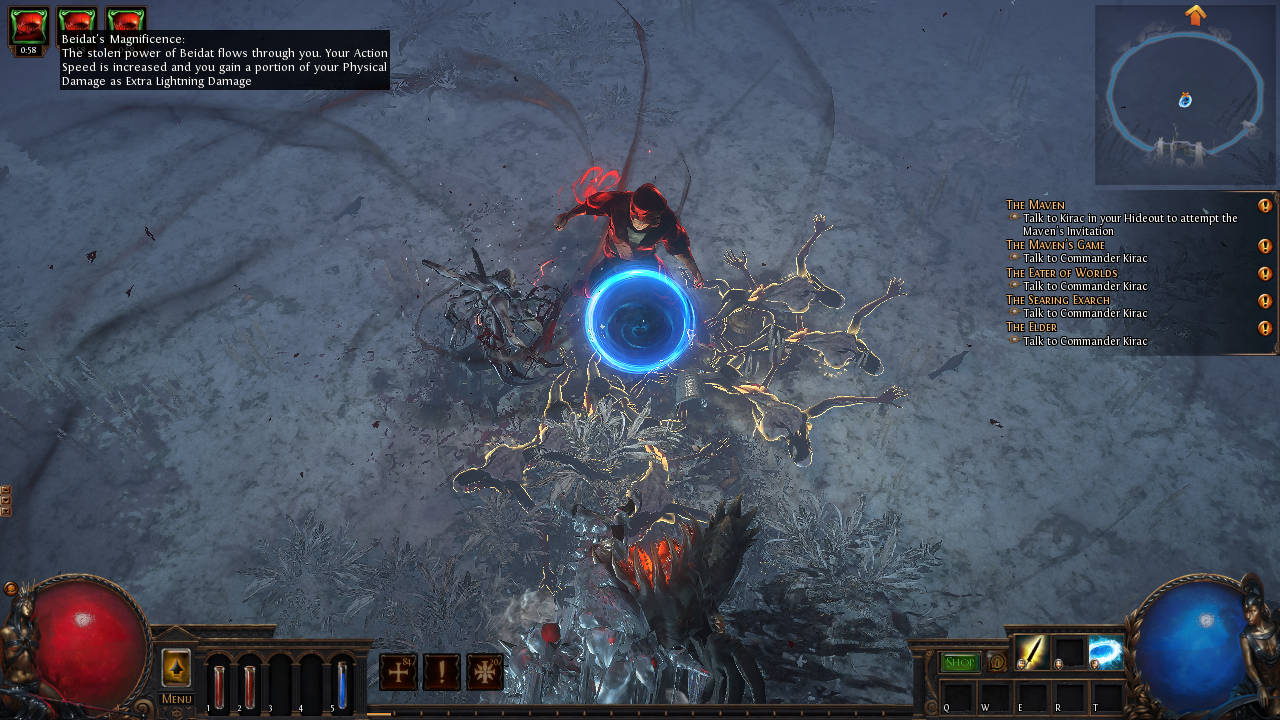 Beidat's Magnificence:
The stolen power of Beidat flows through you. Your Action
Speed is increased and you gain a portion of your Physical
Damage as Extra Lightning Damage
0:58
The Maven
Talk to Kirac in your Hideout to attempt the
Maven's Invitation
The Maven's Game
Talk to Commander Kirac
The Eater of Worlds
Talk to Commander Kirac
The Searing Exarch
Talk to Commander Kirac
The Elder
Talk to Commander Kirac
Menu
1 2 3 4 5
84
207
Shop
Q W E R T